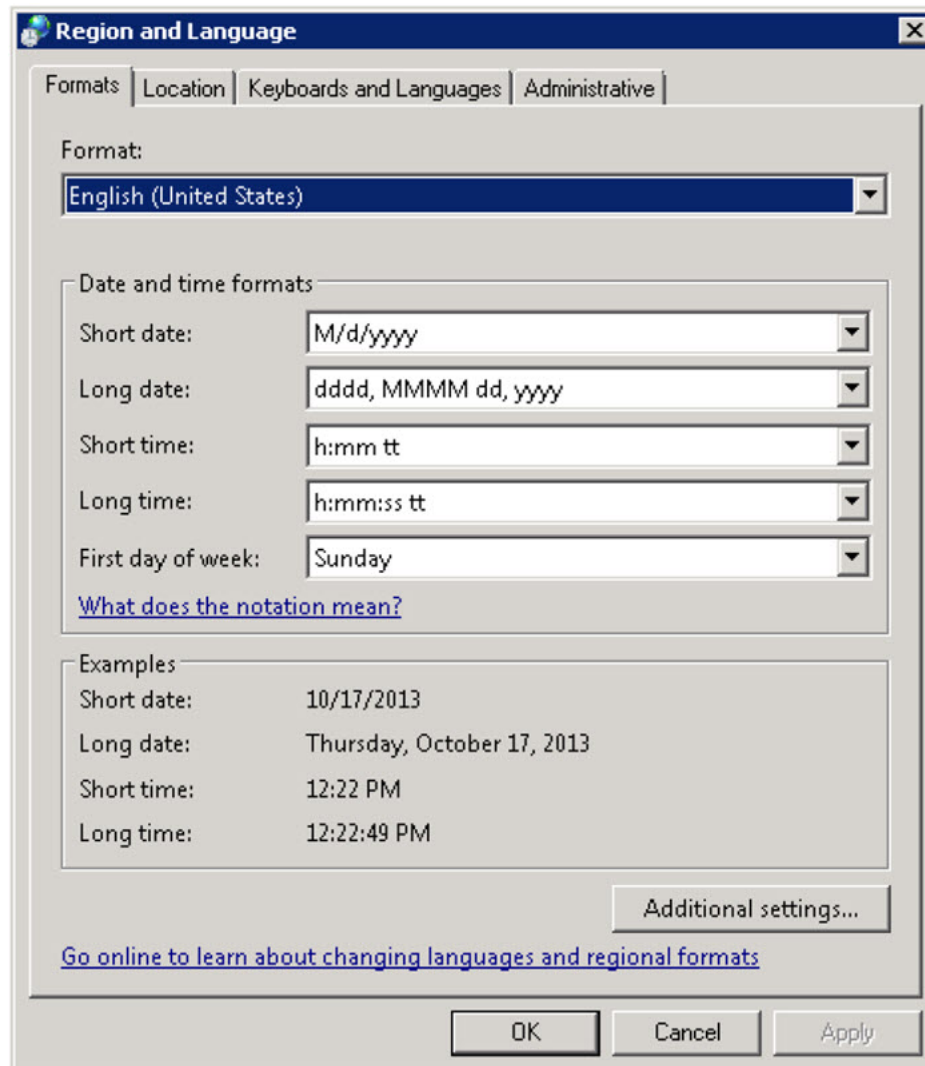 Region and Language
Formats Location Keyboards and Languages Administrative
Format:
English (United States)
Date and time formats
Short date: M/d/yyyy
Long date: dddd, MMMM dd, yyyy
Short time: h:mm tt
Long time: h:mm:ss tt
First day of week: Sunday
What does the notation mean?
Examples
Short date: 10/17/2013
Long date: Thursday, October 17, 2013
Short time: 12:22 PM
Long time: 12:22:49 PM
Additional settings...
Go online to learn about changing languages and regional formats
OK Cancel Apply